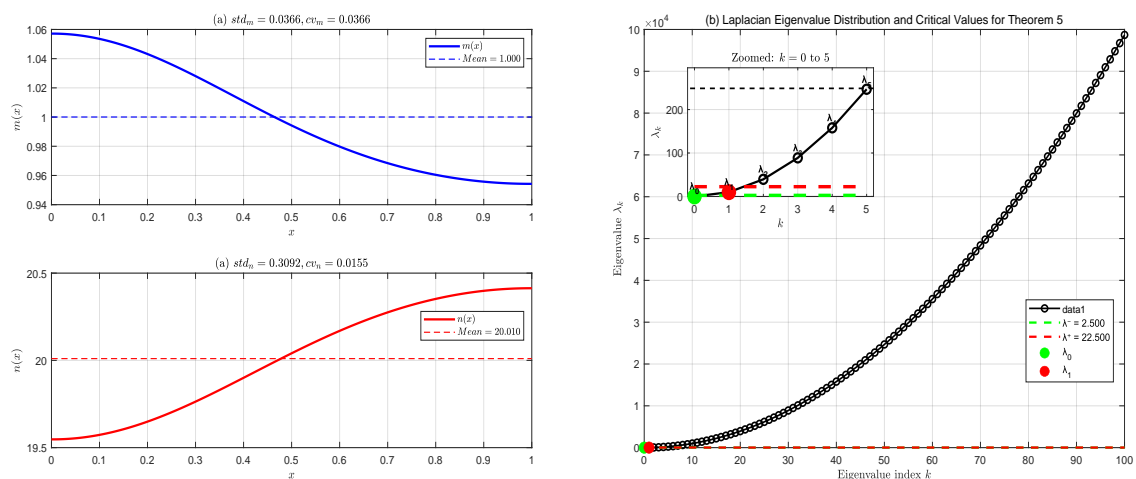 (a) std_m = 0.0366, cv_m = 0.0366
1.06
1.04
1.02
1
0.98
0.96
0.94
m(x)
m(x)
Mean = 1.000
0 0.1 0.2 0.3 0.4 0.5 0.6 0.7 0.8 0.9 1
x
(a) std_n = 0.3092, cv_n = 0.0155
20.5
20
19.5
n(x)
n(x)
Mean = 20.010
0 0.1 0.2 0.3 0.4 0.5 0.6 0.7 0.8 0.9 1
x
(b) Laplacian Eigenvalue Distribution and Critical Values for Theorem 5
×10⁴
10
9
8
7
6
5
4
3
2
1
0
Eigenvalue λ_k
Zoomed: k = 0 to 5
200
100
0
λ_k
0 1 2 3 4 5
k
data1
λ⁻ = 2.500
= 22.500
λ₀
λ₁
0 10 20 30 40 50 60 70 80 90 100
Eigenvalue index k